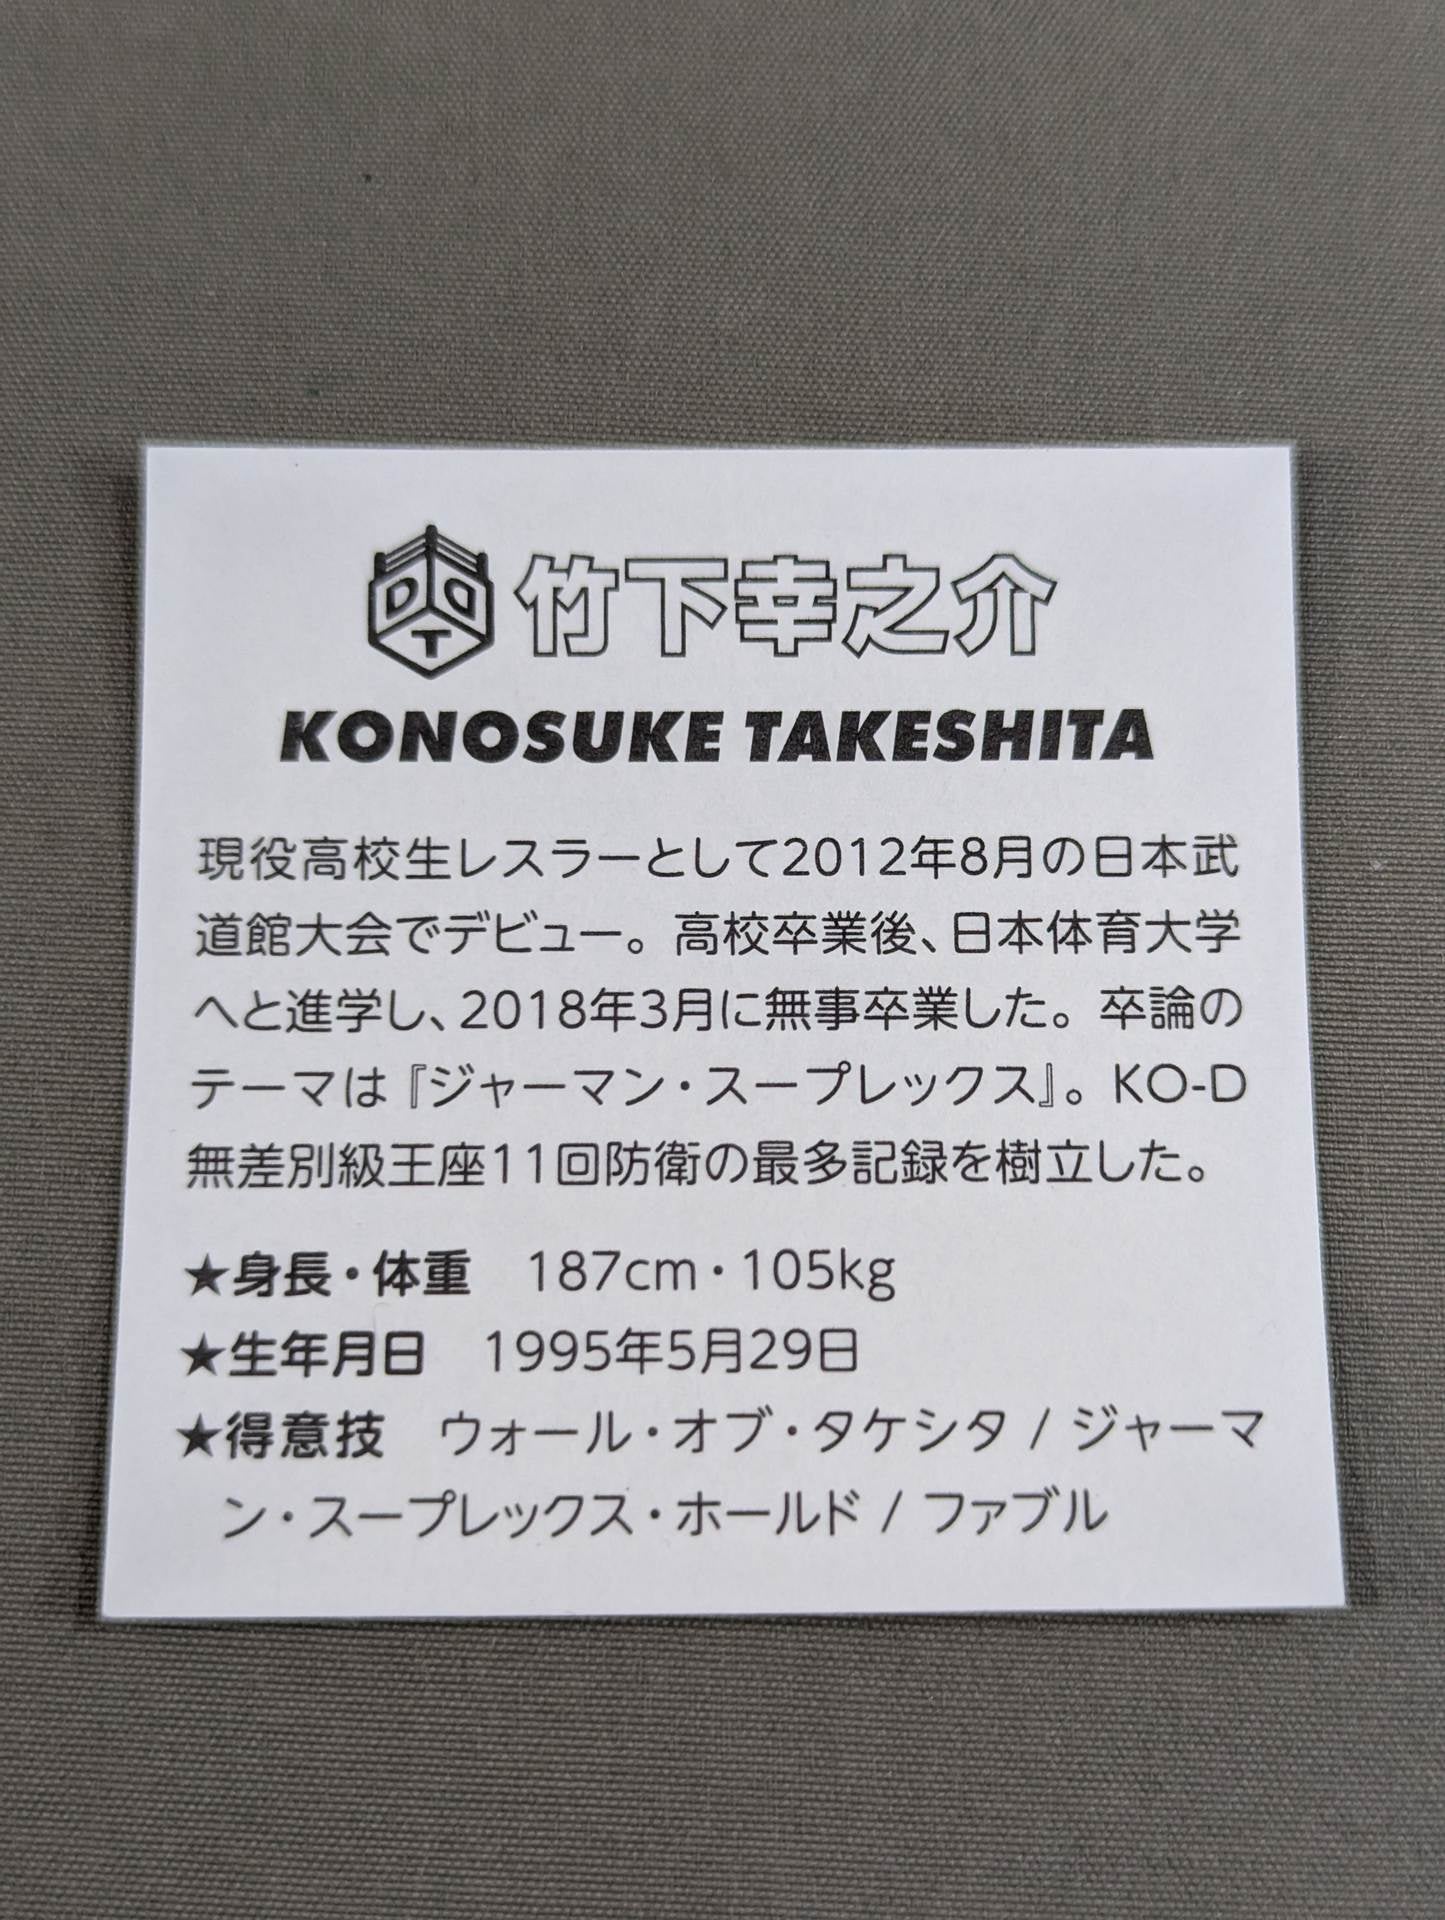 DDT 竹下幸之介
KONOSUKE TAKESHITA
現役高校生レスラーとして2012年8月の日本武
道館大会でデビュー。高校卒業後、日本体育大学
へと進学し、2018年3月に無事卒業した。卒論の
テーマは『ジャーマン・スープレックス』。KO-D
無差別級王座11回防衛の最多記録を樹立した。
★身長・体重　187cm・105kg
★生年月日　1995年5月29日
★得意技　ウォール・オブ・タケシタ / ジャーマ
ン・スープレックス・ホールド / ファブル